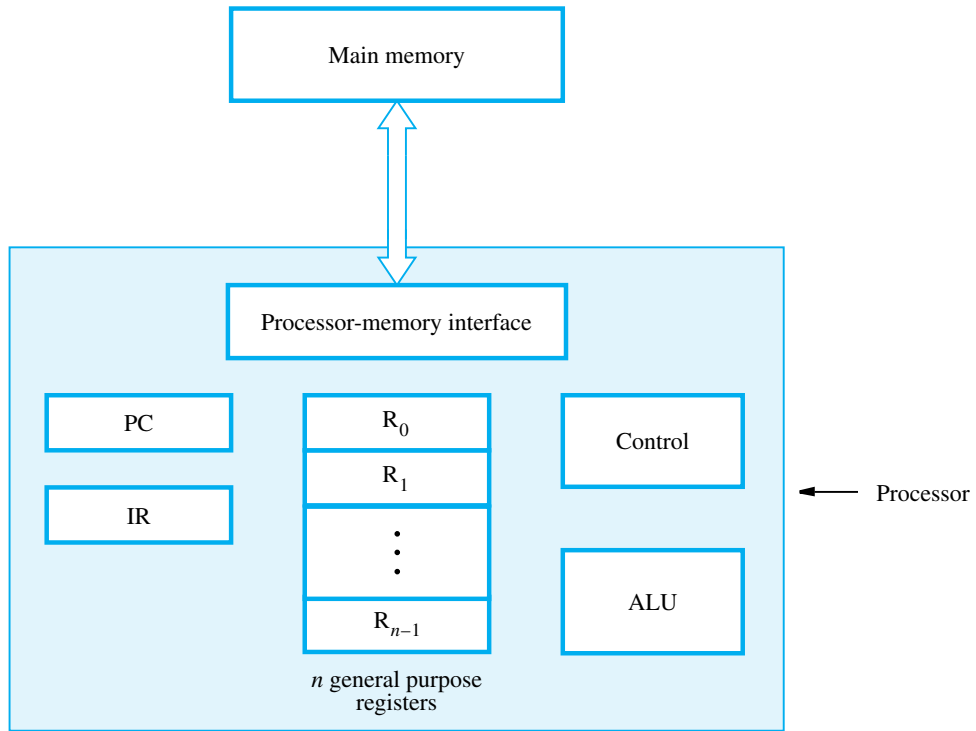 Main memory
Processor-memory interface
PC
R0
Control
R1
IR
Processor
ALU
Rn–1
n general purpose
registers